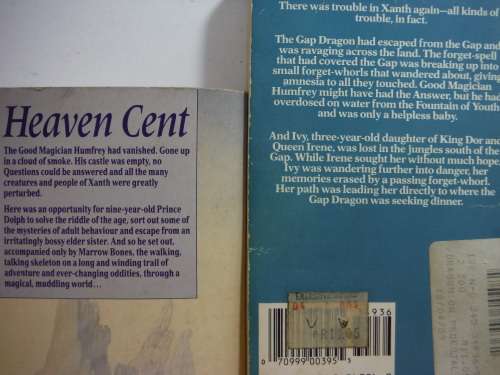 Heaven Cent
The Good Magician Humfrey had vanished. Gone up
in a cloud of smoke. His castle was empty, no
Questions could be answered and all the many
creatures and people of Xanth were greatly
perturbed.
Here was an opportunity for nine-year-old Prince
Dolph to solve the riddle of the age, sort out some
of the mysteries of adult behaviour and escape from an
irritatingly bossy elder sister. And so he set out,
accompanied only by Marrow Bones, the walking,
talking skeleton on a long and winding trail of
adventure and ever-changing oddities, through a
magical, muddling world...
There was trouble in Xanth again—all kinds of
trouble, in fact.
The Gap Dragon had escaped from the Gap and
was ravaging across the land. The forget-spell
that had covered the Gap was breaking up into
small forget-whorls that wandered about, giving
amnesia to all they touched. Good Magician
Humfrey might have had the Answer, but he had
overdosed on water from the Fountain of Youth
and was only a helpless baby.
And Ivy, three-year-old daughter of King Dor and
Queen Irene, was lost in the jungles south of the
Gap. While Irene sought her without much hope
Ivy was wandering further into danger, her
memories erased by a passing forget-whorl.
Her path was leading her directly to where the
Gap Dragon was seeking dinner.
0 70999 00395